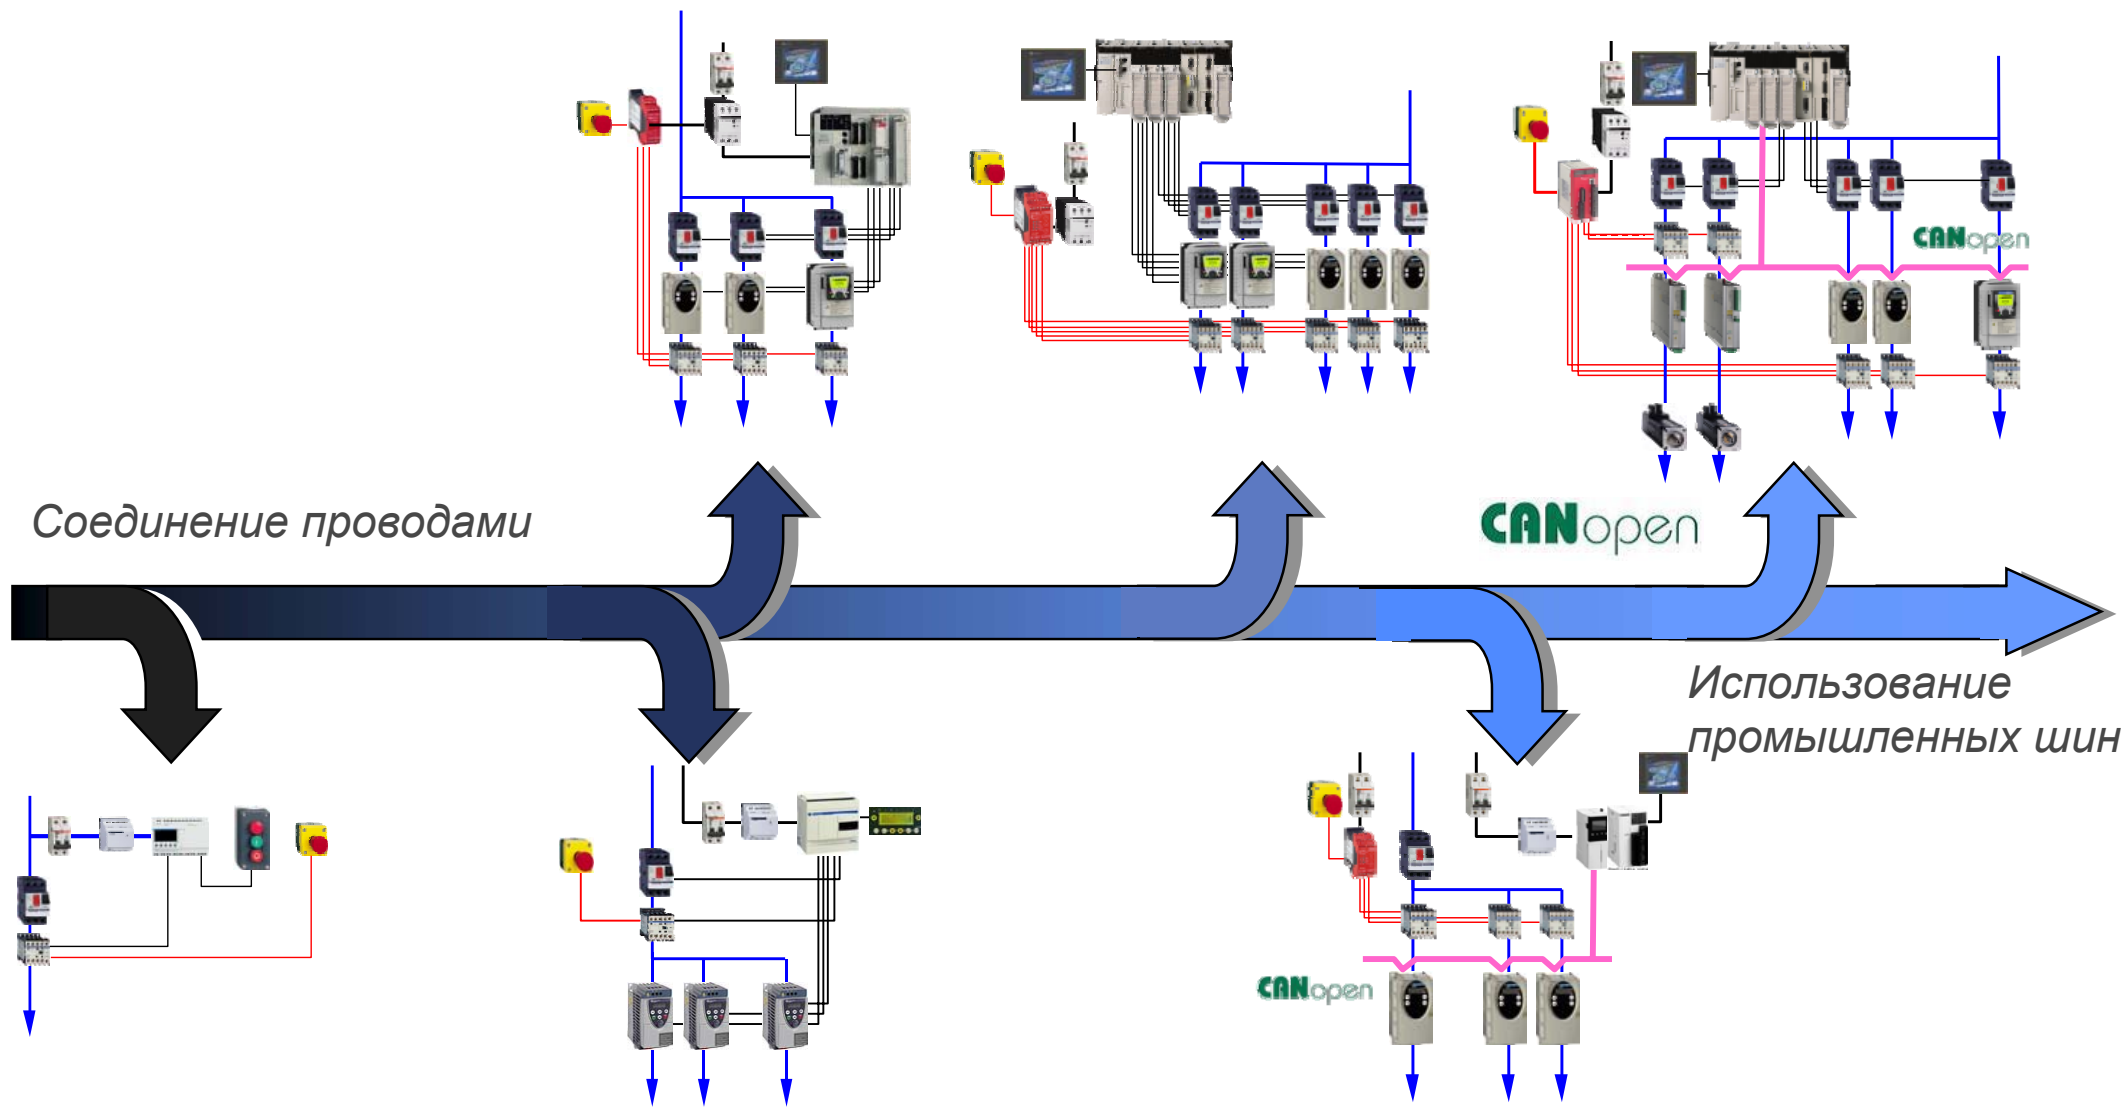 CANopen
Соединение проводами
CANopen
Использование
промышленных шин
CANopen